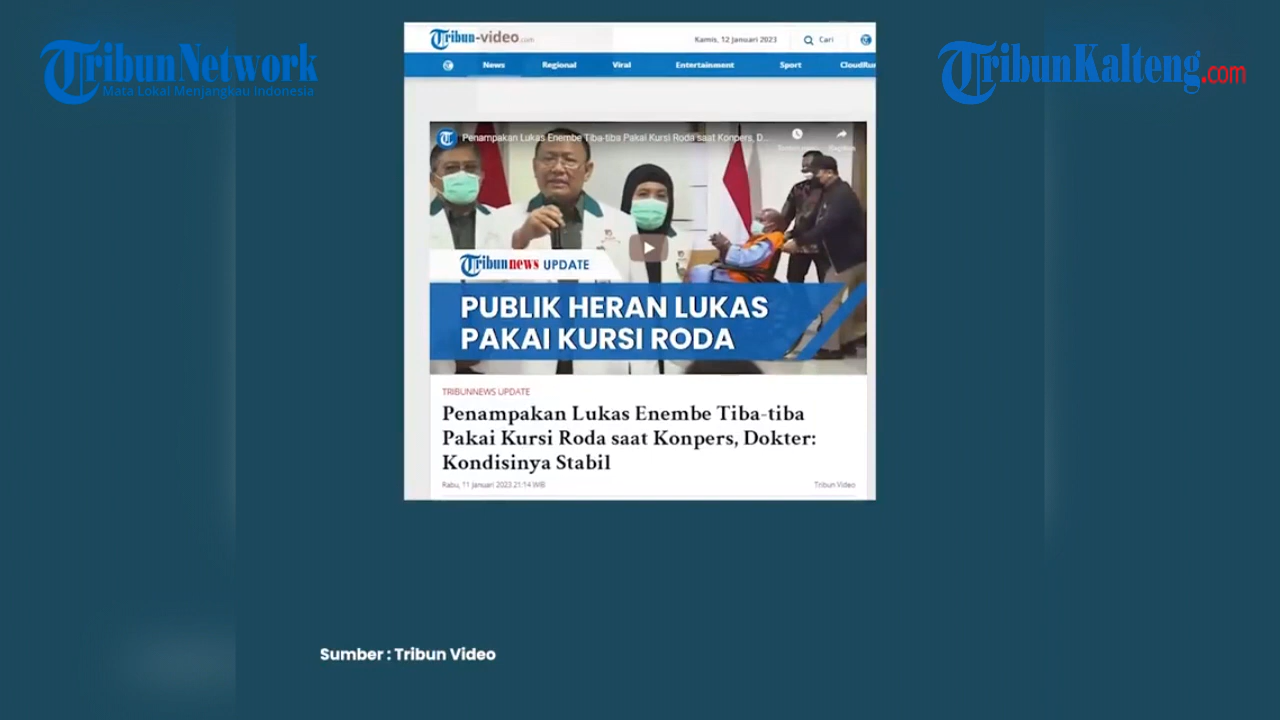 TribunNetwork
Mata Lokal Menjangkau Indonesia
TribunKalteng.com
Tribun-video.com
Kamis, 12 Januari 2023
Cari
News Regional Viral Entertainment Sport CloudRun
Penampakan Lukas Enembe Tiba-tiba Pakai Kursi Roda saat Konpers, D...
Tribunnews UPDATE
PUBLIK HERAN LUKAS
PAKAI KURSI RODA
TRIBUNNEWS UPDATE
Penampakan Lukas Enembe Tiba-tiba
Pakai Kursi Roda saat Konpers, Dokter:
Kondisinya Stabil
Rabu, 11 Januari 2023 21:14 WIB
Tribun Video
Sumber : Tribun Video